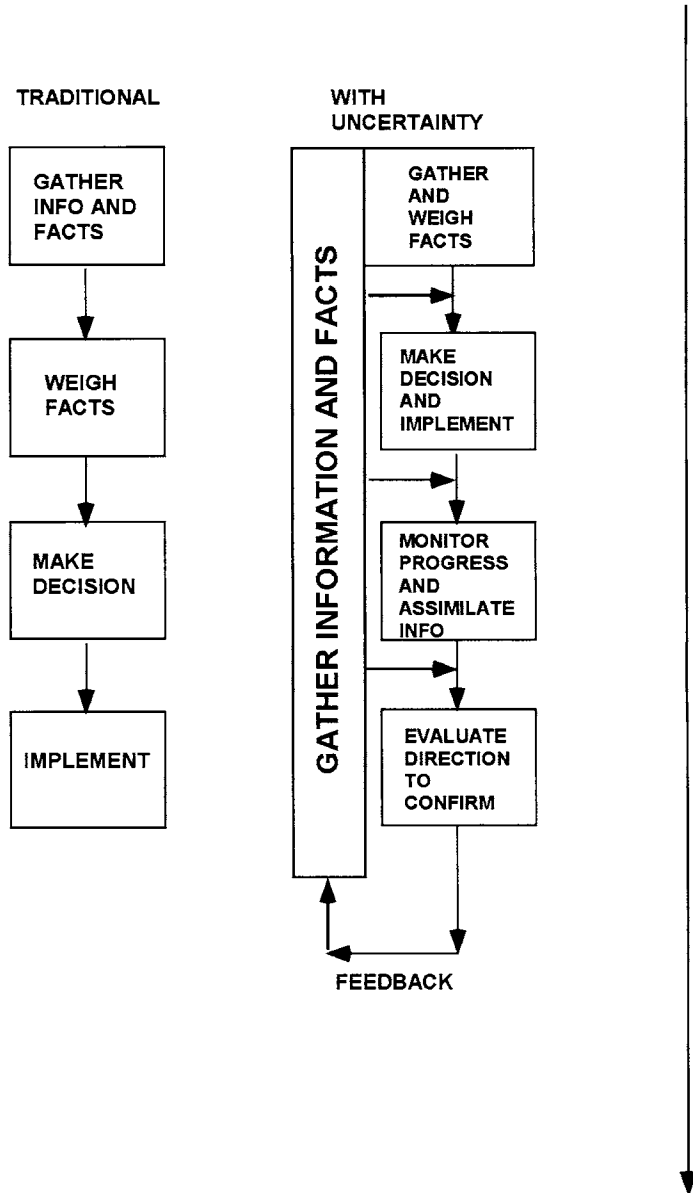 TRADITIONAL
GATHER
INFO AND
FACTS
WEIGH
FACTS
MAKE
DECISION
IMPLEMENT
WITH
UNCERTAINTY
GATHER INFORMATION AND FACTS
GATHER
AND
WEIGH
FACTS
MAKE
DECISION
AND
IMPLEMENT
MONITOR
PROGRESS
AND
ASSIMILATE
INFO
EVALUATE
DIRECTION
TO
CONFIRM
FEEDBACK